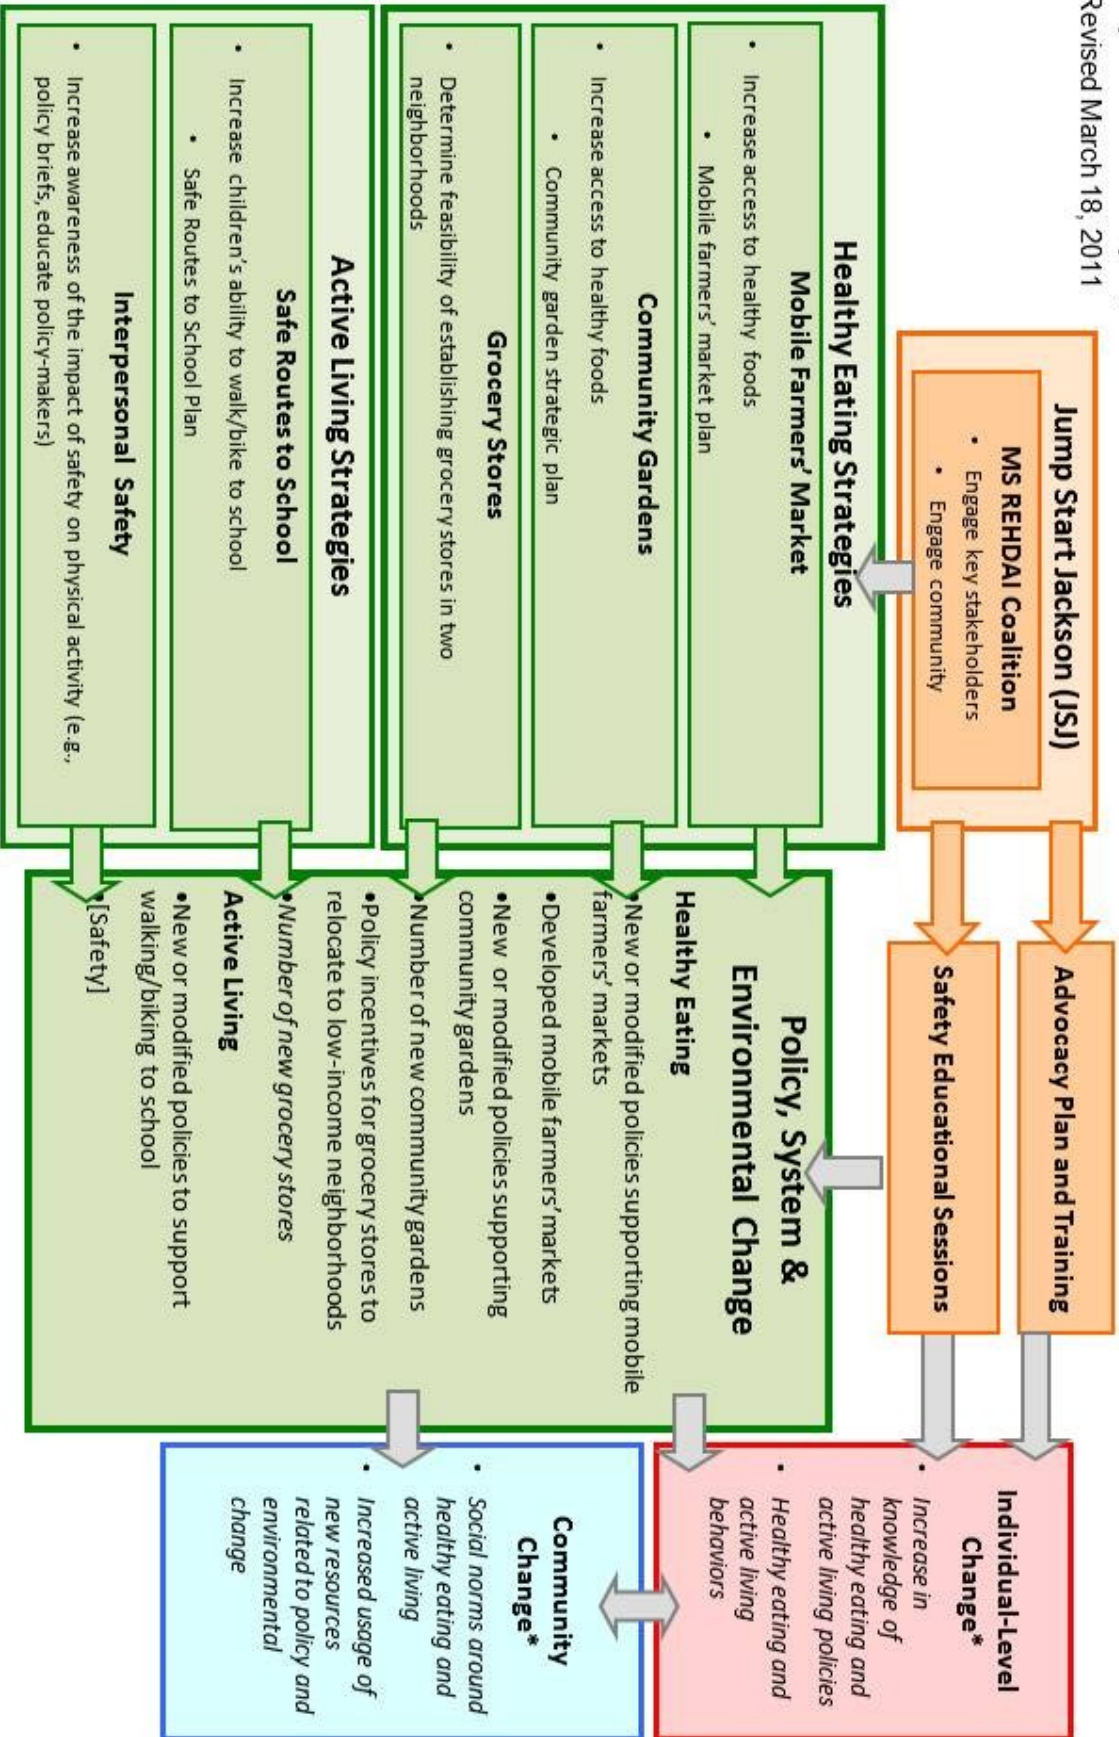 Revised March 18, 2011
Jump Start Jackson (JSJ)
MS REHDAI Coalition
• Engage key stakeholders
• Engage community
Advocacy Plan and Training
Safety Educational Sessions
Healthy Eating Strategies
Mobile Farmers' Market
• Increase access to healthy foods
• Mobile farmers' market plan
Community Gardens
• Increase access to healthy foods
• Community garden strategic plan
Grocery Stores
• Determine feasibility of establishing grocery stores in two
neighborhoods
Active Living Strategies
Safe Routes to School
• Increase children's ability to walk/bike to school
• Safe Routes to School Plan
Interpersonal Safety
• Increase awareness of the impact of safety on physical activity (e.g.,
policy briefs, educate policy-makers)
Policy, System &
Environmental Change
Healthy Eating
•New or modified policies supporting mobile
farmers' markets
•Developed mobile farmers' markets
•New or modified policies supporting
community gardens
•Number of new community gardens
•Policy incentives for grocery stores to
relocate to low-income neighborhoods
•Number of new grocery stores
Active Living
•New or modified policies to support
walking/biking to school
•[Safety]
Individual-Level
Change*
• Increase in
knowledge of
healthy eating and
active living policies
• Healthy eating and
active living
behaviors
Community
Change*
• Social norms around
healthy eating and
active living
• Increased usage of
new resources
related to policy and
environmental
change